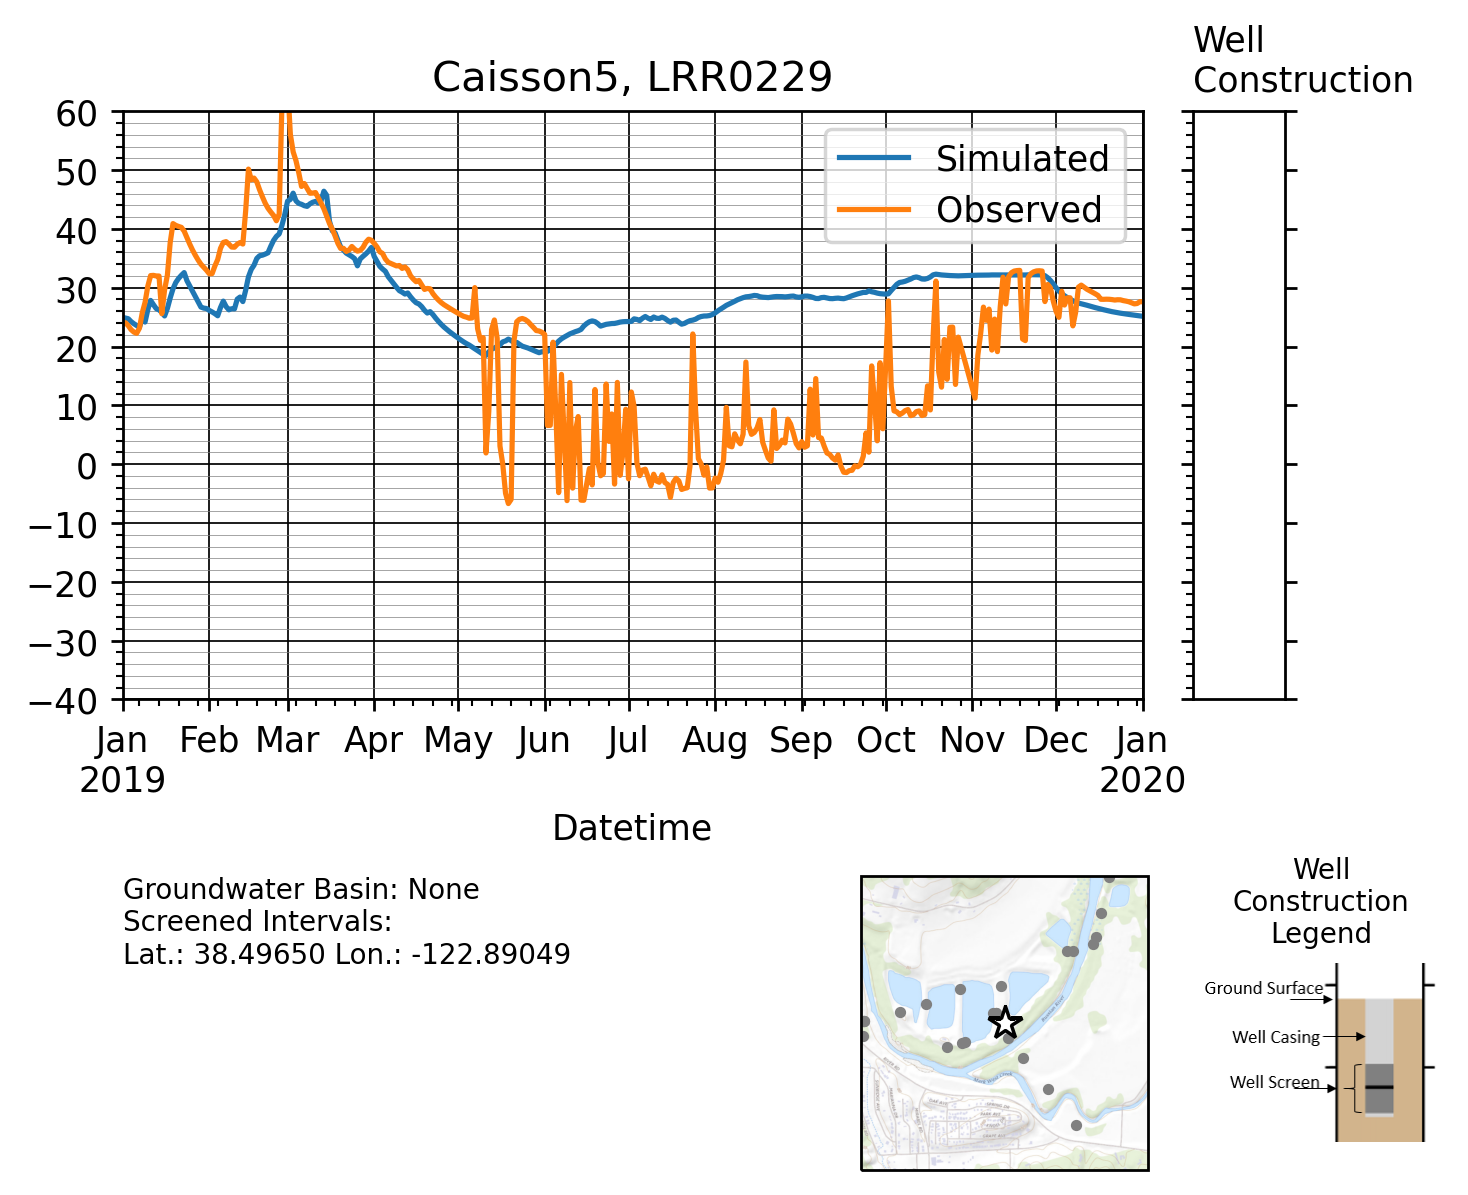 Well
Construction
Caisson5, LRR0229
Simulated
Observed
60
50
40
30
20
10
0
−10
−20
−30
−40
Jan Feb Mar Apr May Jun Jul Aug Sep Oct Nov Dec Jan
2019 2020
Datetime
Groundwater Basin: None
Screened Intervals:
Lat.: 38.49650 Lon.: -122.89049
Well
Construction
Legend
Ground Surface
Well Casing
Well Screen